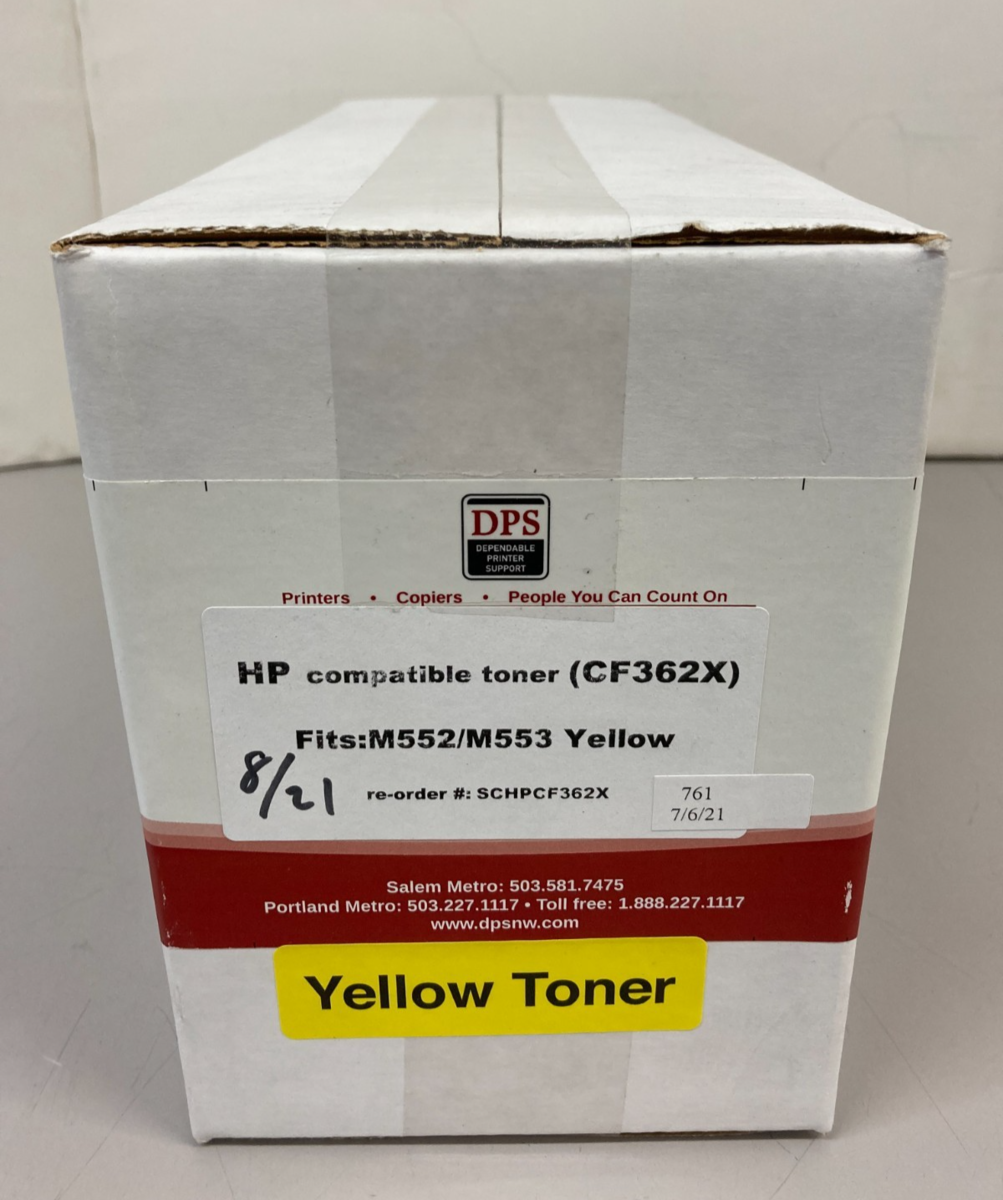 DPS
DEPENDABLE
PRINTER
SUPPORT
Printers • Copiers • People You Can Count On
HP compatible toner (CF362X)
Fits:M552/M553 Yellow
8/21
re-order #: SCHPCF362X
761
7/6/21
Salem Metro: 503.581.7475
Portland Metro: 503.227.1117 • Toll free: 1.888.227.1117
www.dpsnw.com
Yellow Toner